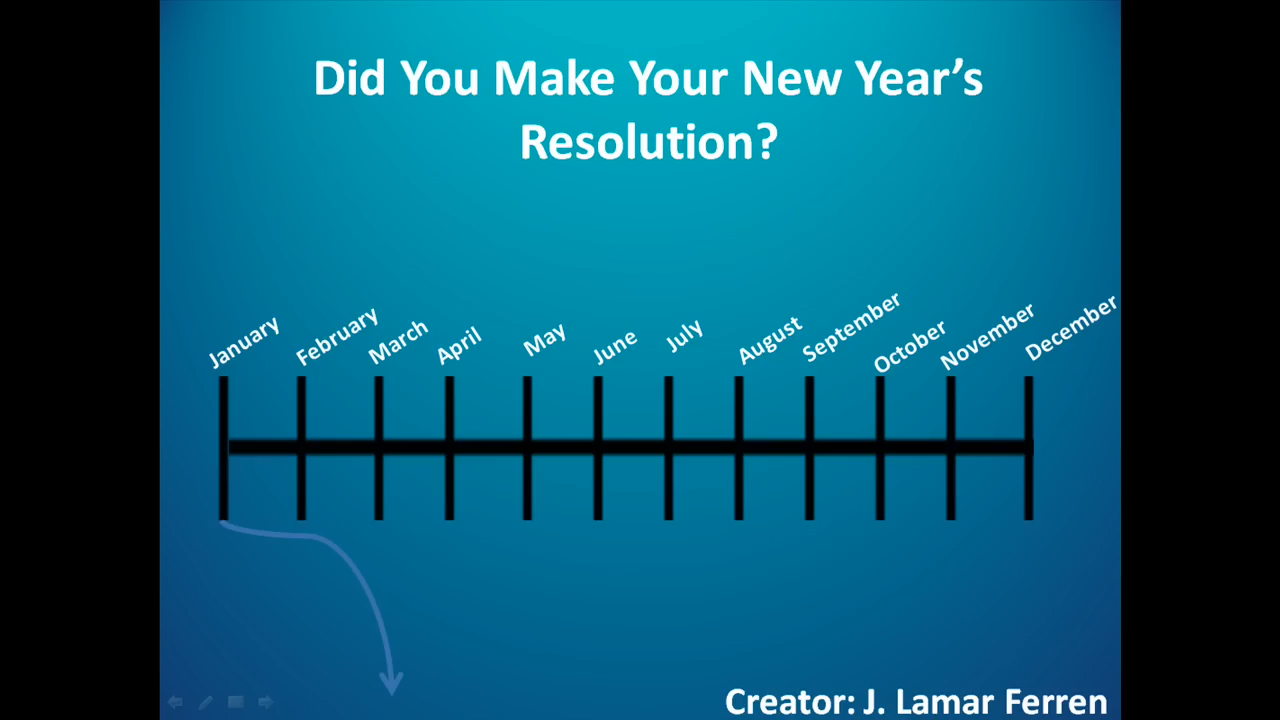 Did You Make Your New Year's
Resolution?
January
February
March
April
May
June
July
August
September
October
November
December
Creator: J. Lamar Ferren